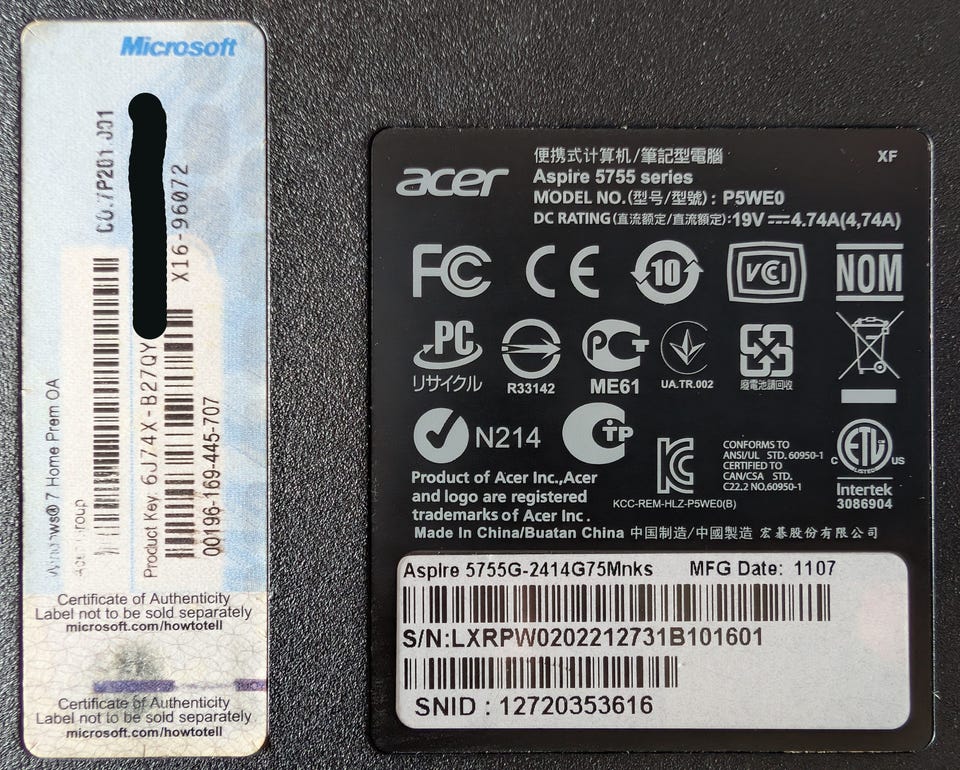 Microsoft
Windows® 7 Home Prem OA
Acer Group
Product Key: 6J74X-B27QY
X16-96072
00196-169-445-707
Certificate of Authenticity
Label not to be sold separately
microsoft.com/howtotell
Certificate of Authenticity
Label not to be sold separately
microsoft.com/howtotell
acer
便携式计算机/筆記型電腦
XF
Aspire 5755 series
MODEL NO.(型号/型號) : P5WE0
DC RATING(直流额定/直流額定):19V⎓4.74A(4,74A)
FC CE 10 VCI NOM
PC
リサイクル
R33142
ME61
UA.TR.002
廢電池請回收
N214
TP
KCC-REM-HLZ-P5WE0(B)
CONFORMS TO
ANSI/UL STD. 60950-1
CERTIFIED TO
CAN/CSA STD.
C22.2 NO.60950-1
C ETL US
LISTED
Intertek
3086904
Product of Acer Inc.,Acer
and logo are registered
trademarks of Acer Inc .
Made In China/Buatan China 中国制造/中國製造 宏碁股份有限公司
Aspire 5755G-2414G75Mnks MFG Date: 1107
S/N:LXRPW0202212731B101601
SNID : 12720353616